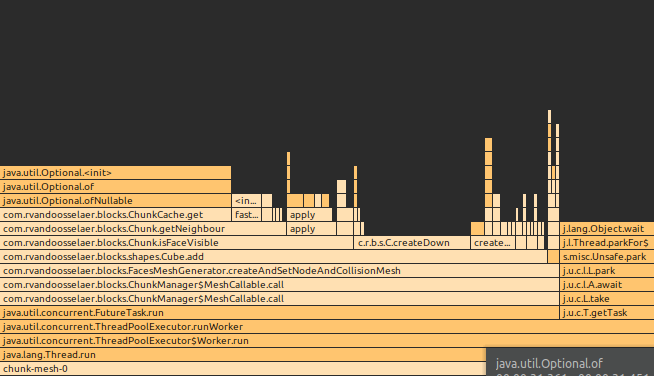 java.util.Optional.<init>
java.util.Optional.of
java.util.Optional.ofNullable <in...
com.rvandoosselaer.blocks.ChunkCache.get fast... apply
com.rvandoosselaer.blocks.Chunk.getNeighbour apply j.lang.Object.wait
com.rvandoosselaer.blocks.Chunk.isFaceVisible c.r.b.s.C.createDown create... j.l.Thread.parkFor$
com.rvandoosselaer.blocks.shapes.Cube.add s.misc.Unsafe.park
com.rvandoosselaer.blocks.FacesMeshGenerator.createAndSetNodeAndCollisionMesh j.u.c.l.L.park
com.rvandoosselaer.blocks.ChunkManager$MeshCallable.call j.u.c.l.A.await
com.rvandoosselaer.blocks.ChunkManager$MeshCallable.call j.u.c.L.take
java.util.concurrent.FutureTask.run j.u.c.T.getTask
java.util.concurrent.ThreadPoolExecutor.runWorker
java.util.concurrent.ThreadPoolExecutor$Worker.run
java.lang.Thread.run
chunk-mesh-0
java.util.Optional.of